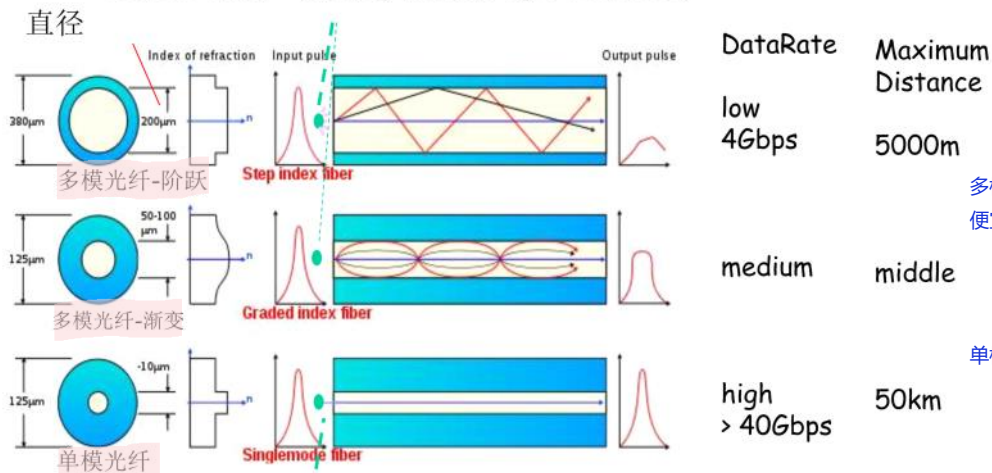 直径
Index of refraction
Input pulse
Output pulse
DataRate
Maximum
Distance
380μm
200μm
n
多模光纤-阶跃
Step index fiber
low
4Gbps
5000m
50-100
μm
125μm
n
多模光纤-渐变
Graded index fiber
medium
middle
-10μm
125μm
n
单模光纤
Singlemode fiber
high
> 40Gbps
50km